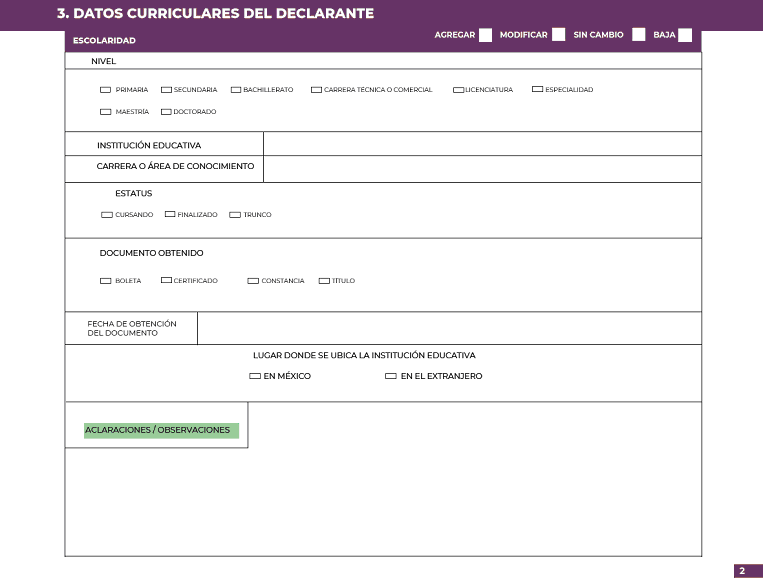 3. DATOS CURRICULARES DEL DECLARANTE
ESCOLARIDAD AGREGAR MODIFICAR SIN CAMBIO BAJA
NIVEL
PRIMARIA SECUNDARIA BACHILLERATO CARRERA TÉCNICA O COMERCIAL LICENCIATURA ESPECIALIDAD
MAESTRÍA DOCTORADO
INSTITUCIÓN EDUCATIVA
CARRERA O ÁREA DE CONOCIMIENTO
ESTATUS
CURSANDO FINALIZADO TRUNCO
DOCUMENTO OBTENIDO
BOLETA CERTIFICADO CONSTANCIA TÍTULO
FECHA DE OBTENCIÓN
DEL DOCUMENTO
LUGAR DONDE SE UBICA LA INSTITUCIÓN EDUCATIVA
EN MÉXICO EN EL EXTRANJERO
ACLARACIONES / OBSERVACIONES
2